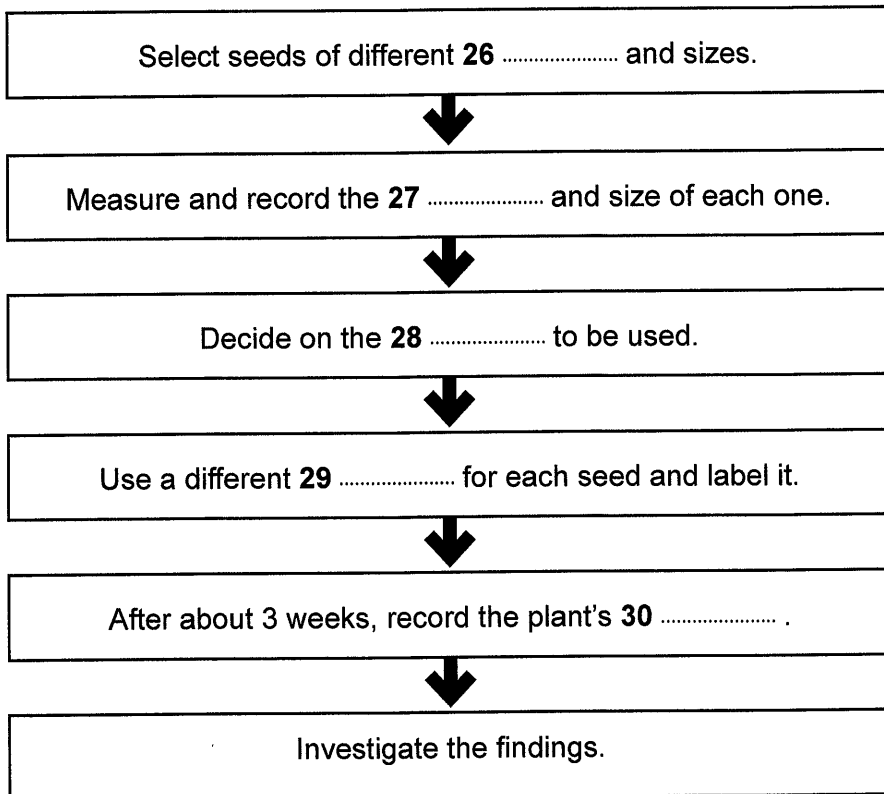 Select seeds of different 26 ...................... and sizes.
Measure and record the 27 ...................... and size of each one.
Decide on the 28 ...................... to be used.
Use a different 29 ...................... for each seed and label it.
After about 3 weeks, record the plant's 30 ...................... .
Investigate the findings.